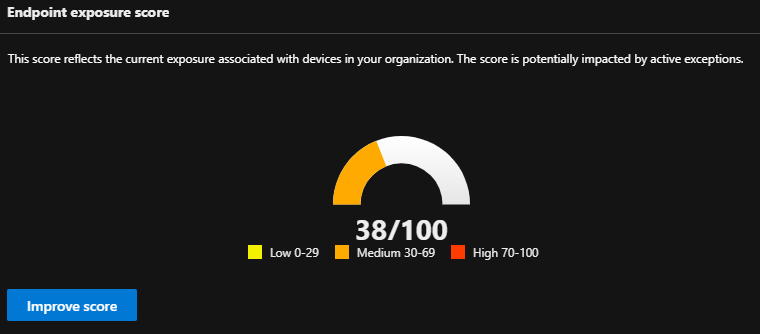 Endpoint exposure score
This score reflects the current exposure associated with devices in your organization. The score is potentially impacted by active exceptions.
38/100
Low 0-29 Medium 30-69 High 70-100
Improve score